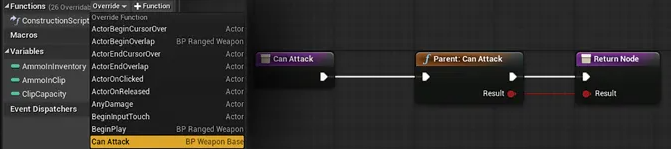 Functions (26 Overridab
Override
+ Function
ConstructionScrip
Macros
Variables
AmmoInInventory
AmmoInClip
ClipCapacity
Event Dispatchers
Override Function
ActorBeginCursorOver Actor
ActorBeginOverlap BP Ranged Weapon
ActorEndCursorOver Actor
ActorEndOverlap Actor
ActorOnClicked Actor
ActorOnReleased Actor
AnyDamage Actor
BeginInputTouch Actor
BeginPlay BP Ranged Weapon
Can Attack BP Weapon Base
Can Attack
Parent: Can Attack
Result
Return Node
Result